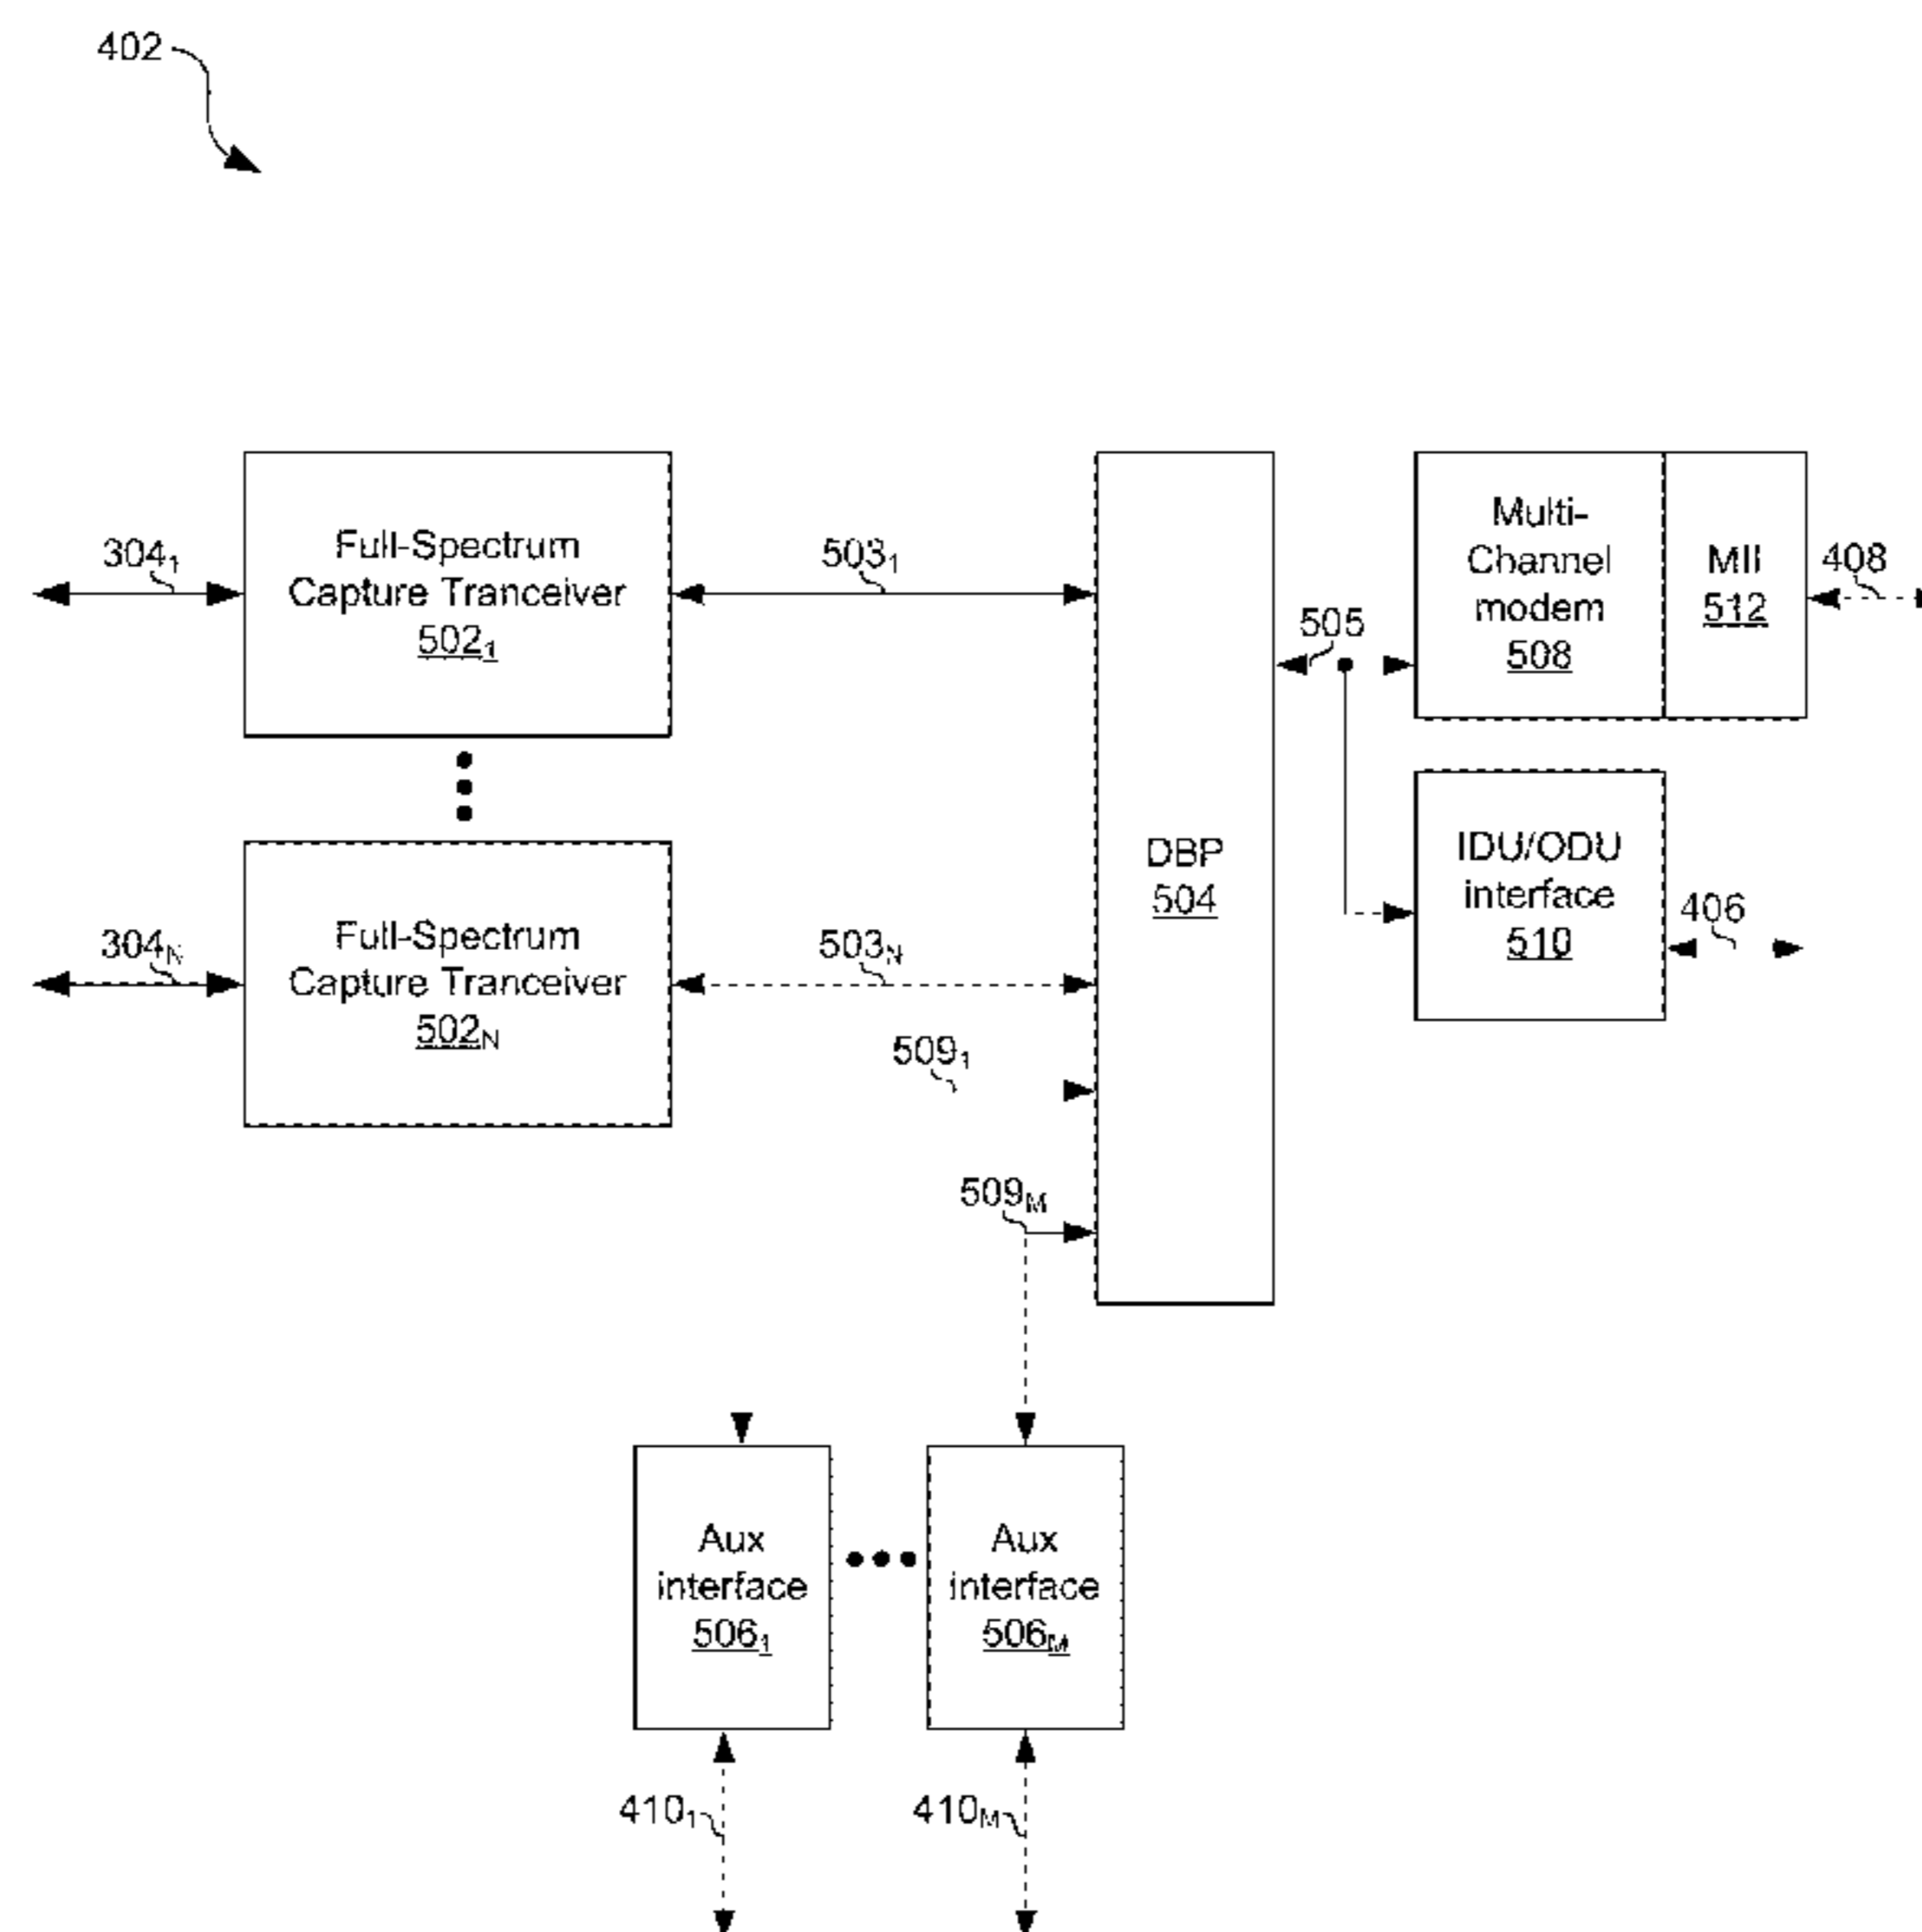 402
304₁
Full-Spectrum
Capture Tranceiver
502₁
503₁
DBP
504
505
Multi-
Channel
modem
508
MII
512
408
304N
Full-Spectrum
Capture Tranceiver
502N
503N
IDU/ODU
interface
510
406
509₁
509M
Aux
interface
506₁
Aux
interface
506M
410₁
410M